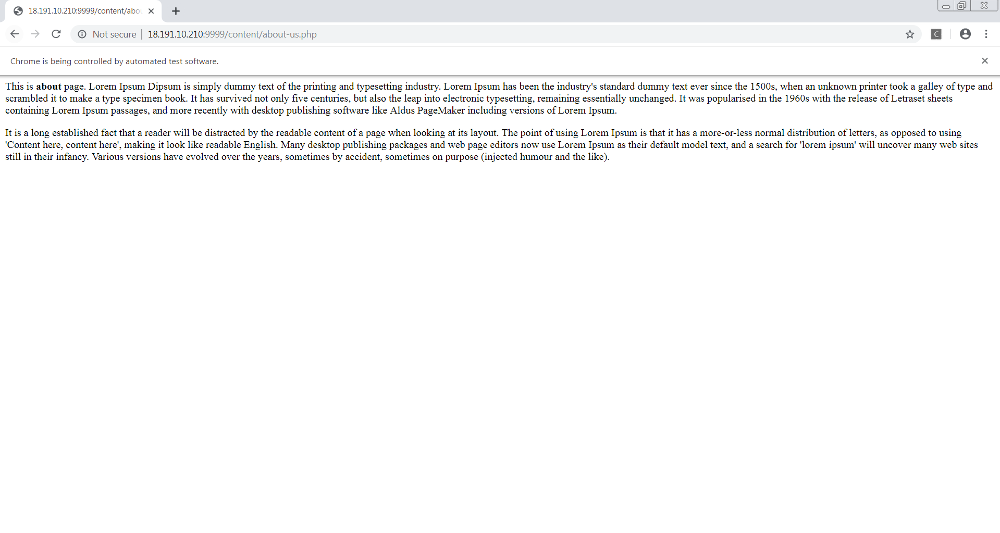 18.191.10.210:9999/content/abou
Not secure | 18.191.10.210:9999/content/about-us.php
C
Chrome is being controlled by automated test software.
This is about page. Lorem Ipsum Dipsum is simply dummy text of the printing and typesetting industry. Lorem Ipsum has been the industry's standard dummy text ever since the 1500s, when an unknown printer took a galley of type and
scrambled it to make a type specimen book. It has survived not only five centuries, but also the leap into electronic typesetting, remaining essentially unchanged. It was popularised in the 1960s with the release of Letraset sheets
containing Lorem Ipsum passages, and more recently with desktop publishing software like Aldus PageMaker including versions of Lorem Ipsum.
It is a long established fact that a reader will be distracted by the readable content of a page when looking at its layout. The point of using Lorem Ipsum is that it has a more-or-less normal distribution of letters, as opposed to using
'Content here, content here', making it look like readable English. Many desktop publishing packages and web page editors now use Lorem Ipsum as their default model text, and a search for 'lorem ipsum' will uncover many web sites
still in their infancy. Various versions have evolved over the years, sometimes by accident, sometimes on purpose (injected humour and the like).